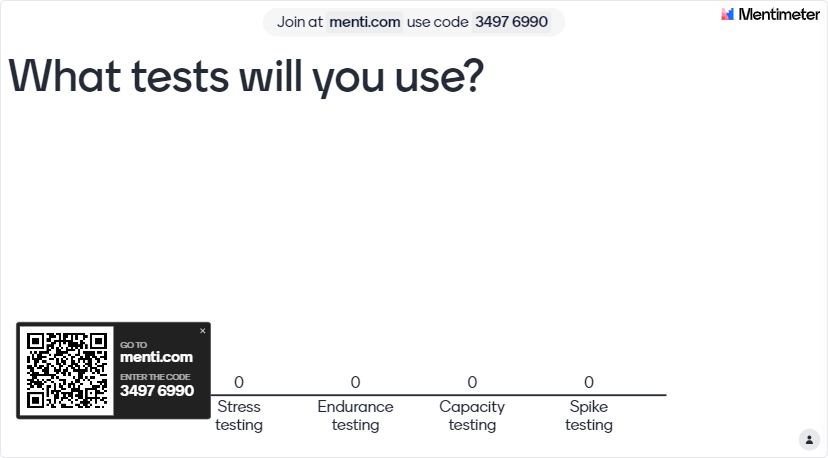 Join at menti.com use code 3497 6990
Mentimeter
What tests will you use?
GO TO
menti.com
ENTER THE CODE
3497 6990
0 0 0 0
Stress Endurance Capacity Spike
testing testing testing testing